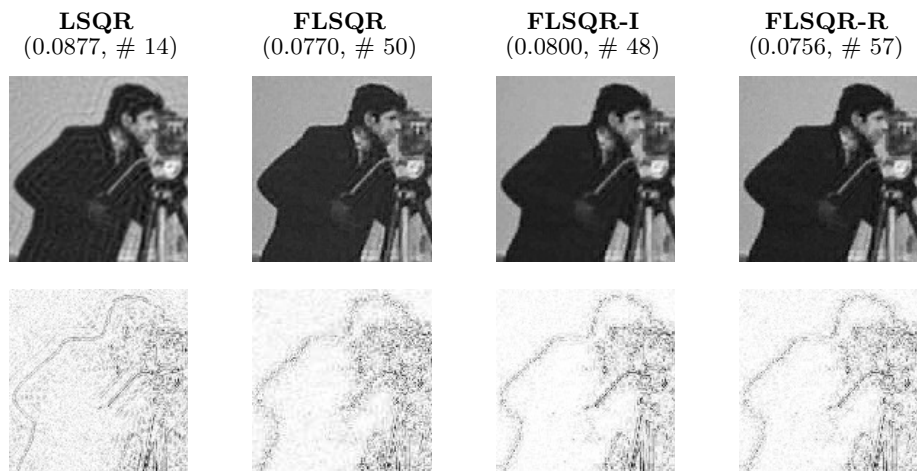 LSQR FLSQR FLSQR-I FLSQR-R
(0.0877, # 14) (0.0770, # 50) (0.0800, # 48) (0.0756, # 57)